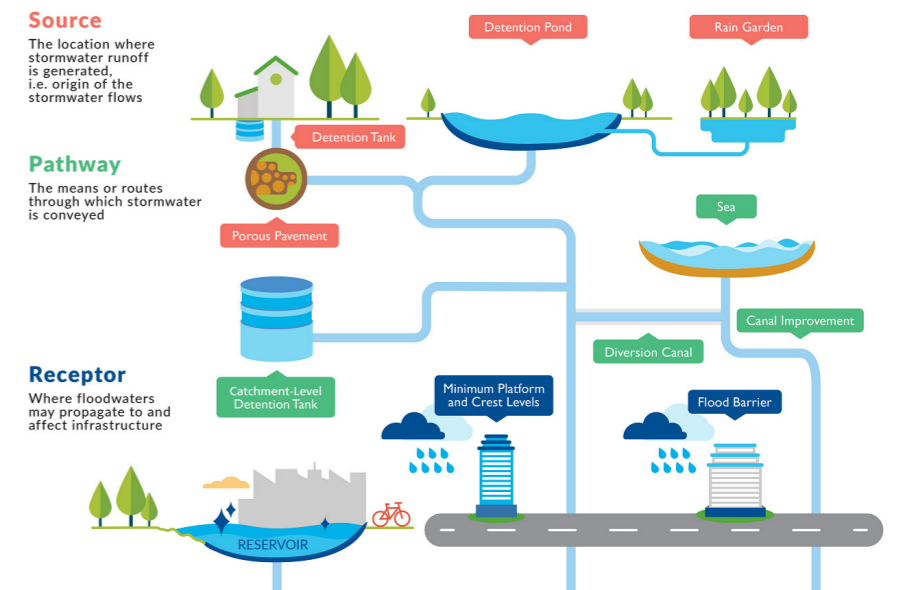 Source
The location where
stormwater runoff
is generated,
i.e. origin of the
stormwater flows
Detention Pond
Rain Garden
Detention Tank
Pathway
The means or routes
through which stormwater
is conveyed
Porous Pavement
Sea
Canal Improvement
Diversion Canal
Catchment-Level
Detention Tank
Receptor
Where floodwaters
may propagate to and
affect infrastructure
Minimum Platform
and Crest Levels
Flood Barrier
RESERVOIR